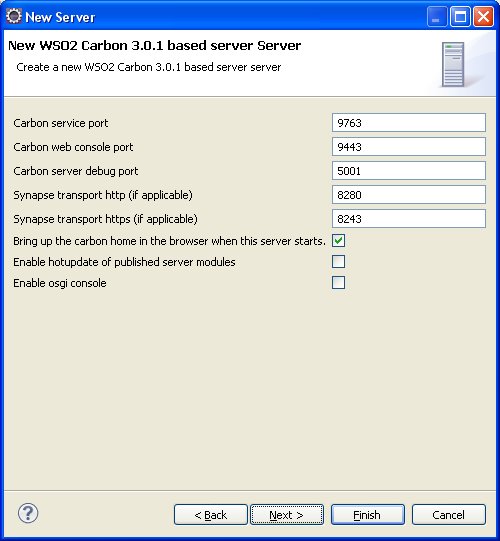 New Server
New WSO2 Carbon 3.0.1 based server Server
Create a new WSO2 Carbon 3.0.1 based server server
Carbon service port 9763
Carbon web console port 9443
Carbon server debug port 5001
Synapse transport http (if applicable) 8280
Synapse transport https (if applicable) 8243
Bring up the carbon home in the browser when this server starts.
Enable hotupdate of published server modules
Enable osgi console
? < Back Next > Finish Cancel